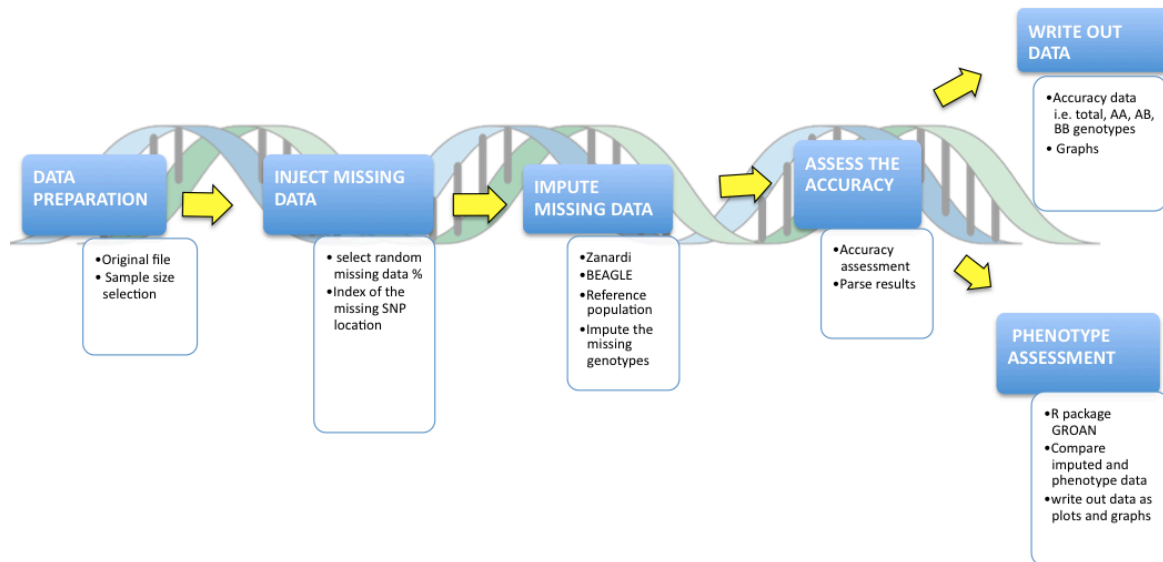 DATA
PREPARATION
•Original file
• Sample size
selection
INJECT MISSING
DATA
• select random
missing data %
•Index of the
missing SNP
location
IMPUTE
MISSING DATA
•Zanardi
•BEAGLE
•Reference
population
•Impute the
missing
genotypes
ASSESS THE
ACCURACY
•Accuracy
assessment
•Parse results
WRITE OUT
DATA
•Accuracy data
i.e. total, AA, AB,
BB genotypes
• Graphs
PHENOTYPE
ASSESSMENT
•R package
GROAN
•Compare
imputed and
phenotype data
•write out data as
plots and graphs